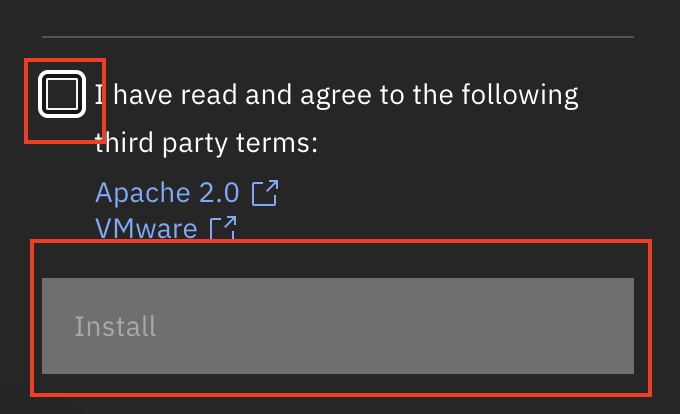 I have read and agree to the following
third party terms:
Apache 2.0
VMware
Install